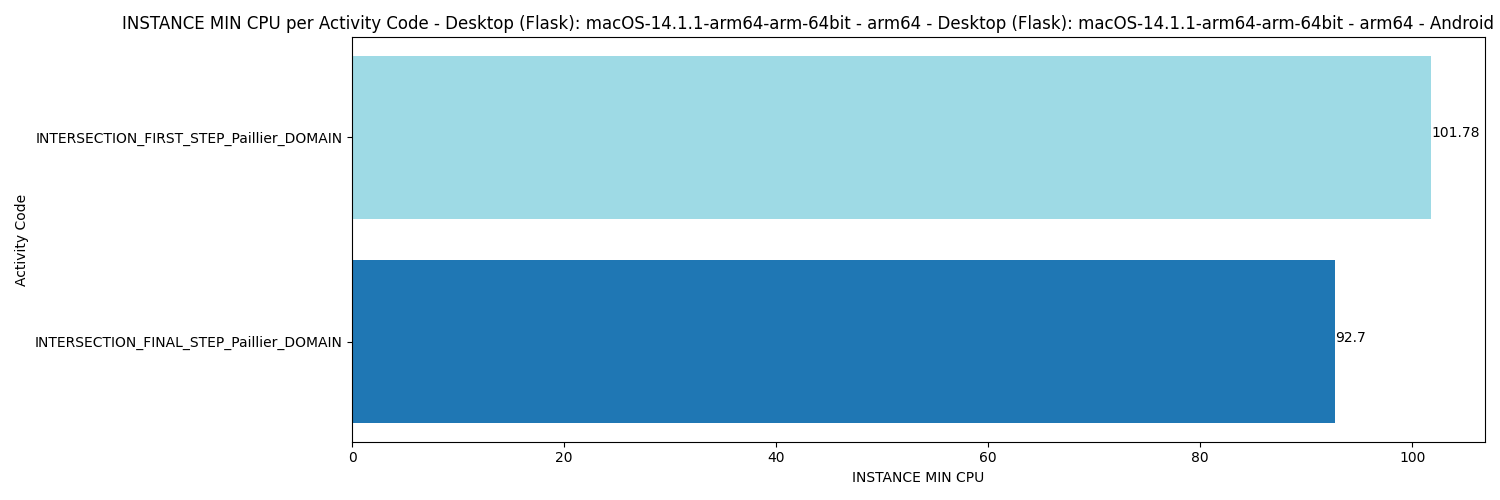 INSTANCE MIN CPU per Activity Code - Desktop (Flask): macOS-14.1.1-arm64-arm-64bit - arm64 - Desktop (Flask): macOS-14.1.1-arm64-arm-64bit - arm64 - Android
INTERSECTION_FIRST_STEP_Paillier_DOMAIN
101.78
Activity Code
INTERSECTION_FINAL_STEP_Paillier_DOMAIN
92.7
0 20 40 60 80 100
INSTANCE MIN CPU